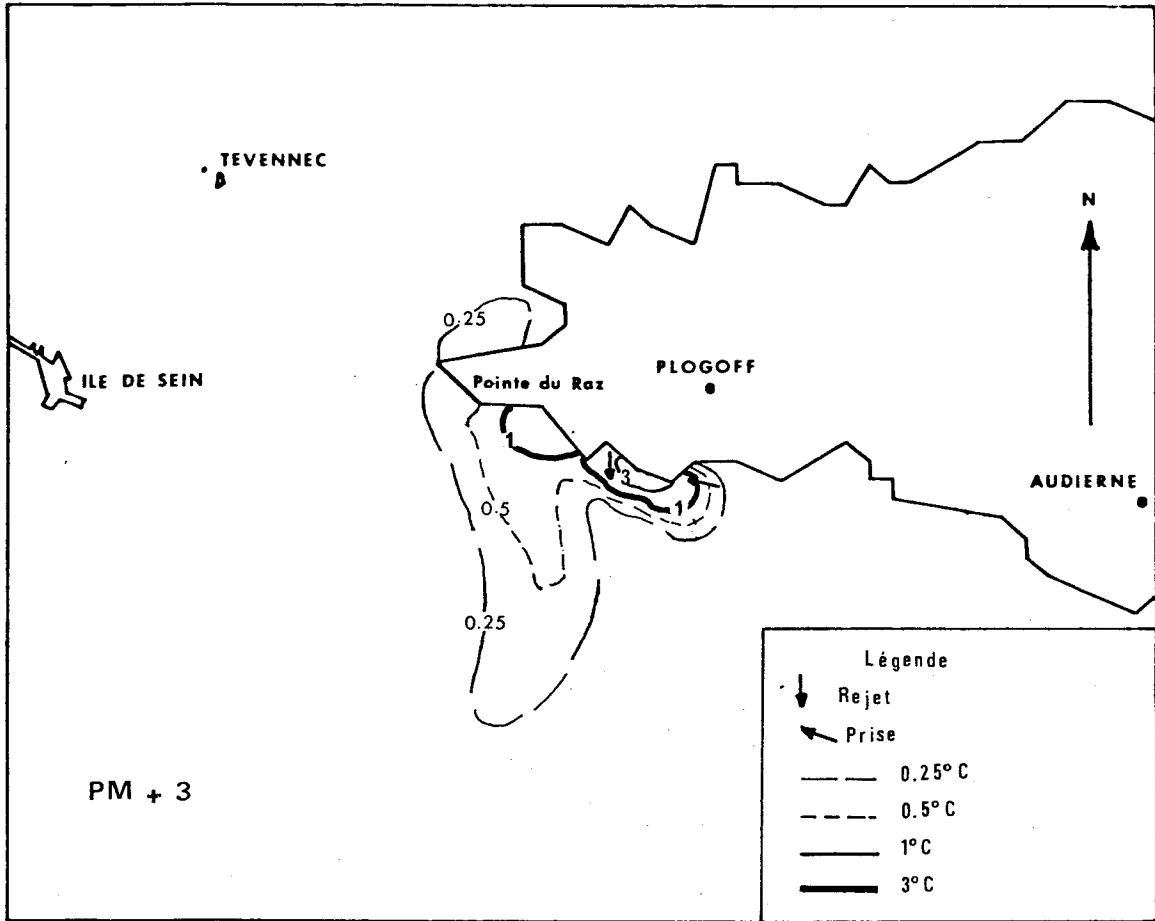 TEVENNEC
N
0.25
ILE DE SEIN
Pointe du Raz
PLOGOFF
1
3
AUDIERNE
1
0.5
0.25
Légende
Rejet
Prise
0.25°C
0.5°C
1°C
3°C
PM + 3